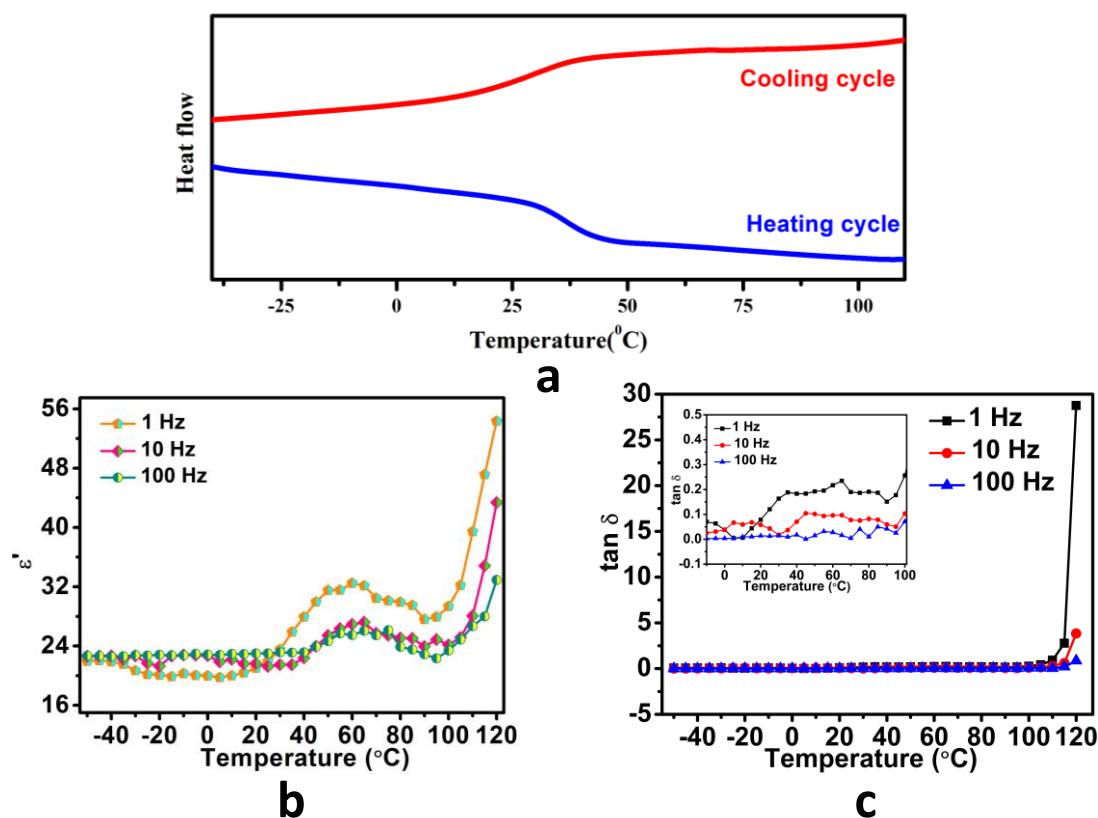 Heat flow
Cooling cycle
Heating cycle
-25 0 25 50 75 100
Temperature(⁰C)
a
ε'
56
48
40
32
24
16
1 Hz
10 Hz
100 Hz
-40 -20 0 20 40 60 80 100 120
Temperature (°C)
b
tan δ
30
25
20
15
10
5
0
-5
1 Hz
10 Hz
100 Hz
tan δ
0.5
0.4
0.3
0.2
0.1
0.0
-0.1
1 Hz
10 Hz
100 Hz
0 20 40 60 80 100
Temperature (°C)
-40 -20 0 20 40 60 80 100 120
Temperature (°C)
c